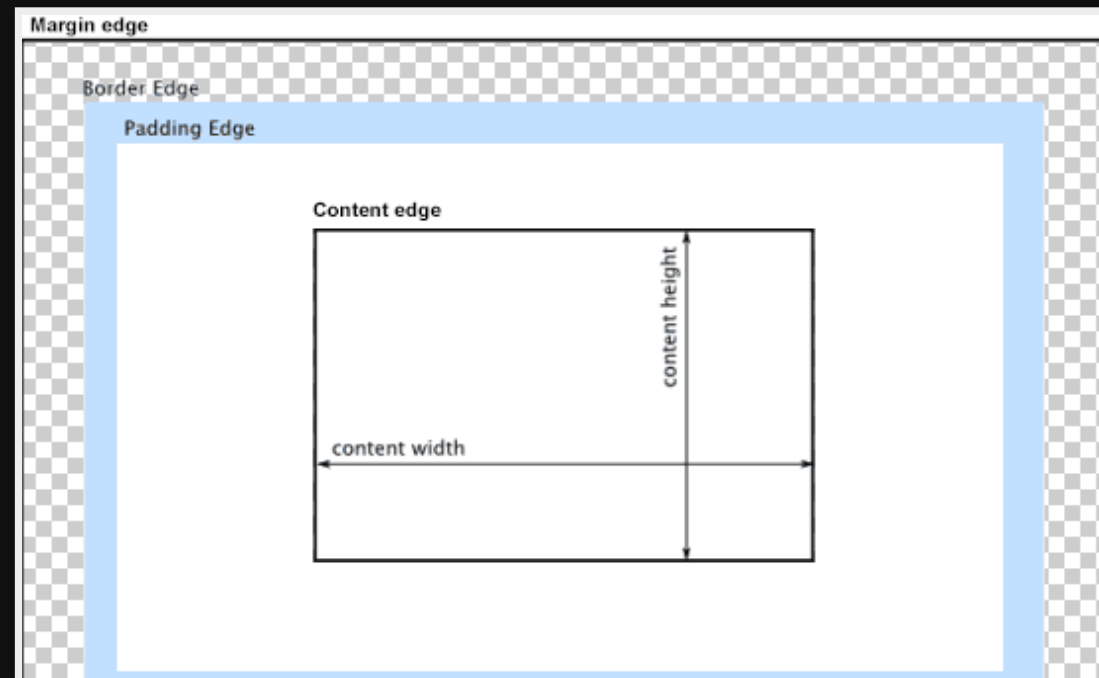 Margin edge
Border Edge
Padding Edge
Content edge
content height
content width